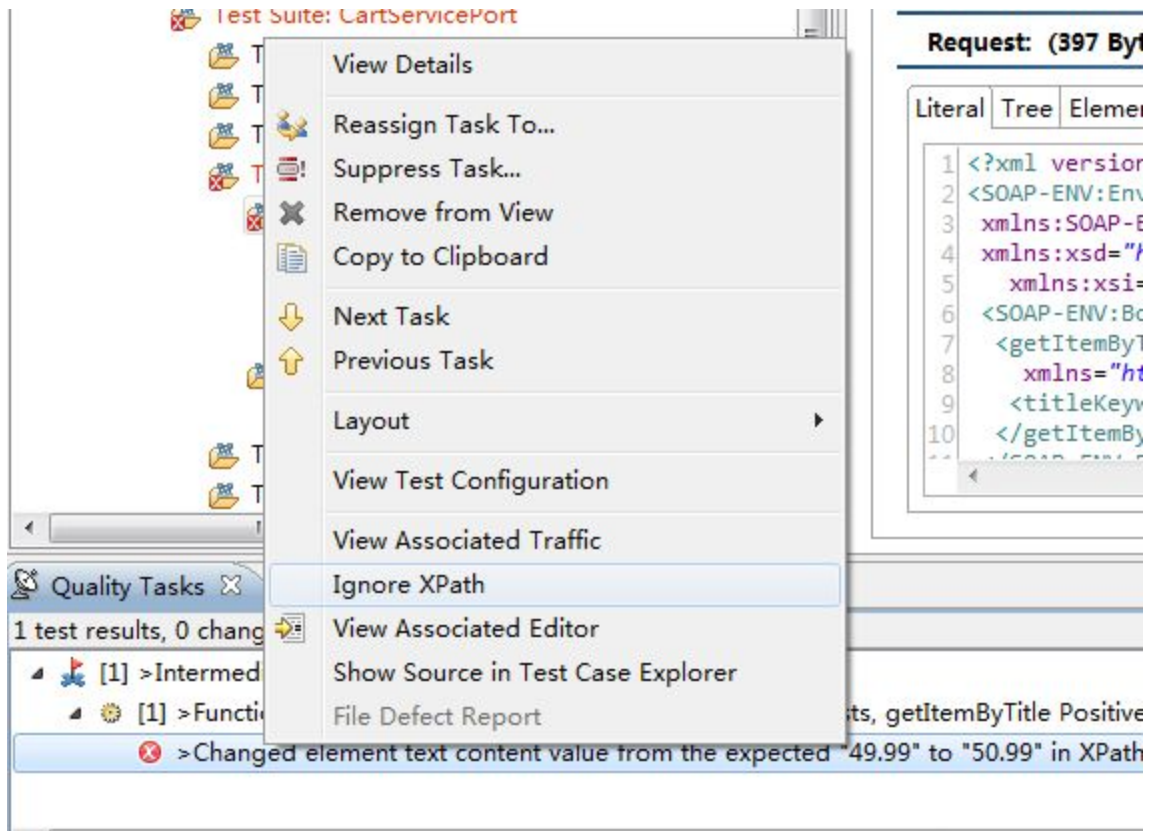 Test Suite: CartServicePort
T
T
T
T
T
T
View Details
Reassign Task To...
Suppress Task...
Remove from View
Copy to Clipboard
Next Task
Previous Task
Layout
View Test Configuration
View Associated Traffic
Ignore XPath
View Associated Editor
Show Source in Test Case Explorer
File Defect Report
Request: (397 Byt
Literal Tree Elemer
1 <?xml version
2 <SOAP-ENV:Env
3 xmlns:SOAP-E
4 xmlns:xsd="h
5 xmlns:xsi=
6 <SOAP-ENV:Bo
7 <getItemByT
8 xmlns="ht
9 <titleKeyw
10 </getItemBy
Quality Tasks
1 test results, 0 chang
[1] >Intermed
[1] >Functi ts, getItemByTitle Positive
>Changed element text content value from the expected "49.99" to "50.99" in XPath